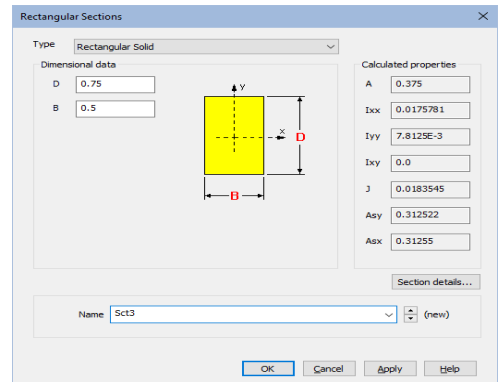 Rectangular Sections
Type Rectangular Solid
Dimensional data
D 0.75
B 0.5
Y
x
D
B
Calculated properties
A 0.375
Ixx 0.0175781
Iyy 7.8125E-3
Ixy 0.0
J 0.0183545
Asy 0.312522
Asx 0.31255
Section details...
Name Sct3 (new)
OK Cancel Apply Help